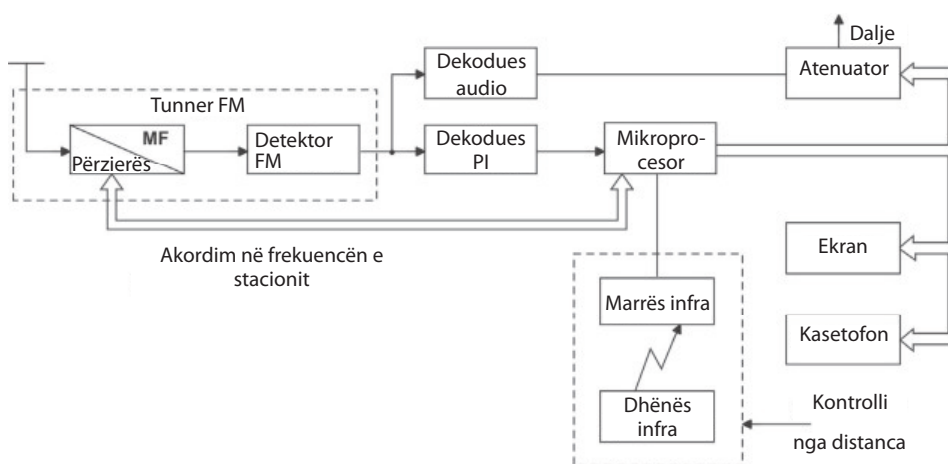 Dalje
Dekodues
audio
Atenuator
Tunner FM
MF
Përzierës
Detektor
FM
Dekodues
PI
Mikropro-
cesor
Akordim në frekuencën e
stacionit
Ekran
Marrës infra
Kasetofon
Dhënës
infra
Kontrolli
nga distanca